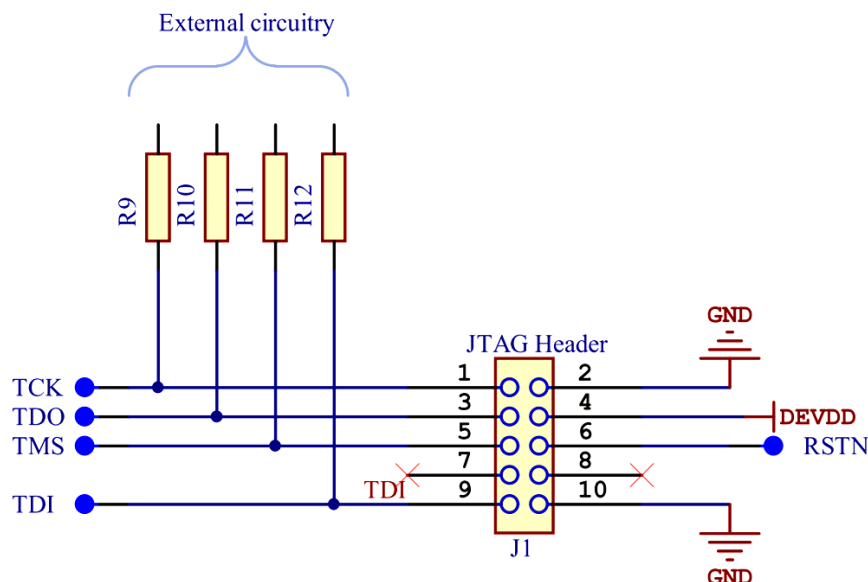 External circuitry
R9
R10
R11
R12
GND
JTAG Header
TCK
1
2
TDO
3
4
DEVDD
TMS
5
6
RSTN
7
8
TDI
TDI
9
10
J1
GND